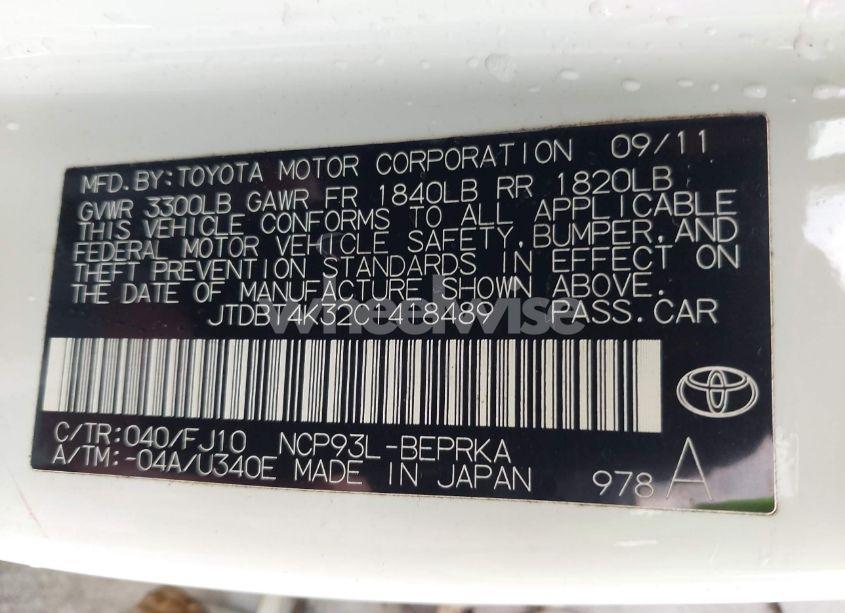 MFD.BY:TOYOTA MOTOR CORPORATION 09/11
GVWR 3300LB GAWR FR 1840LB RR 1820LB
THIS VEHICLE CONFORMS TO ALL APPLICABLE
FEDERAL MOTOR VEHICLE SAFETY,BUMPER,AND
THEFT PREVENTION STANDARDS IN EFFECT ON
THE DATE OF MANUFACTURE SHOWN ABOVE.
PASS.CAR
wheelwise
C/TR:040/FJ10 NCP93L-BEPRKA
A/TM:-04A/U340E MADE IN JAPAN
978 A